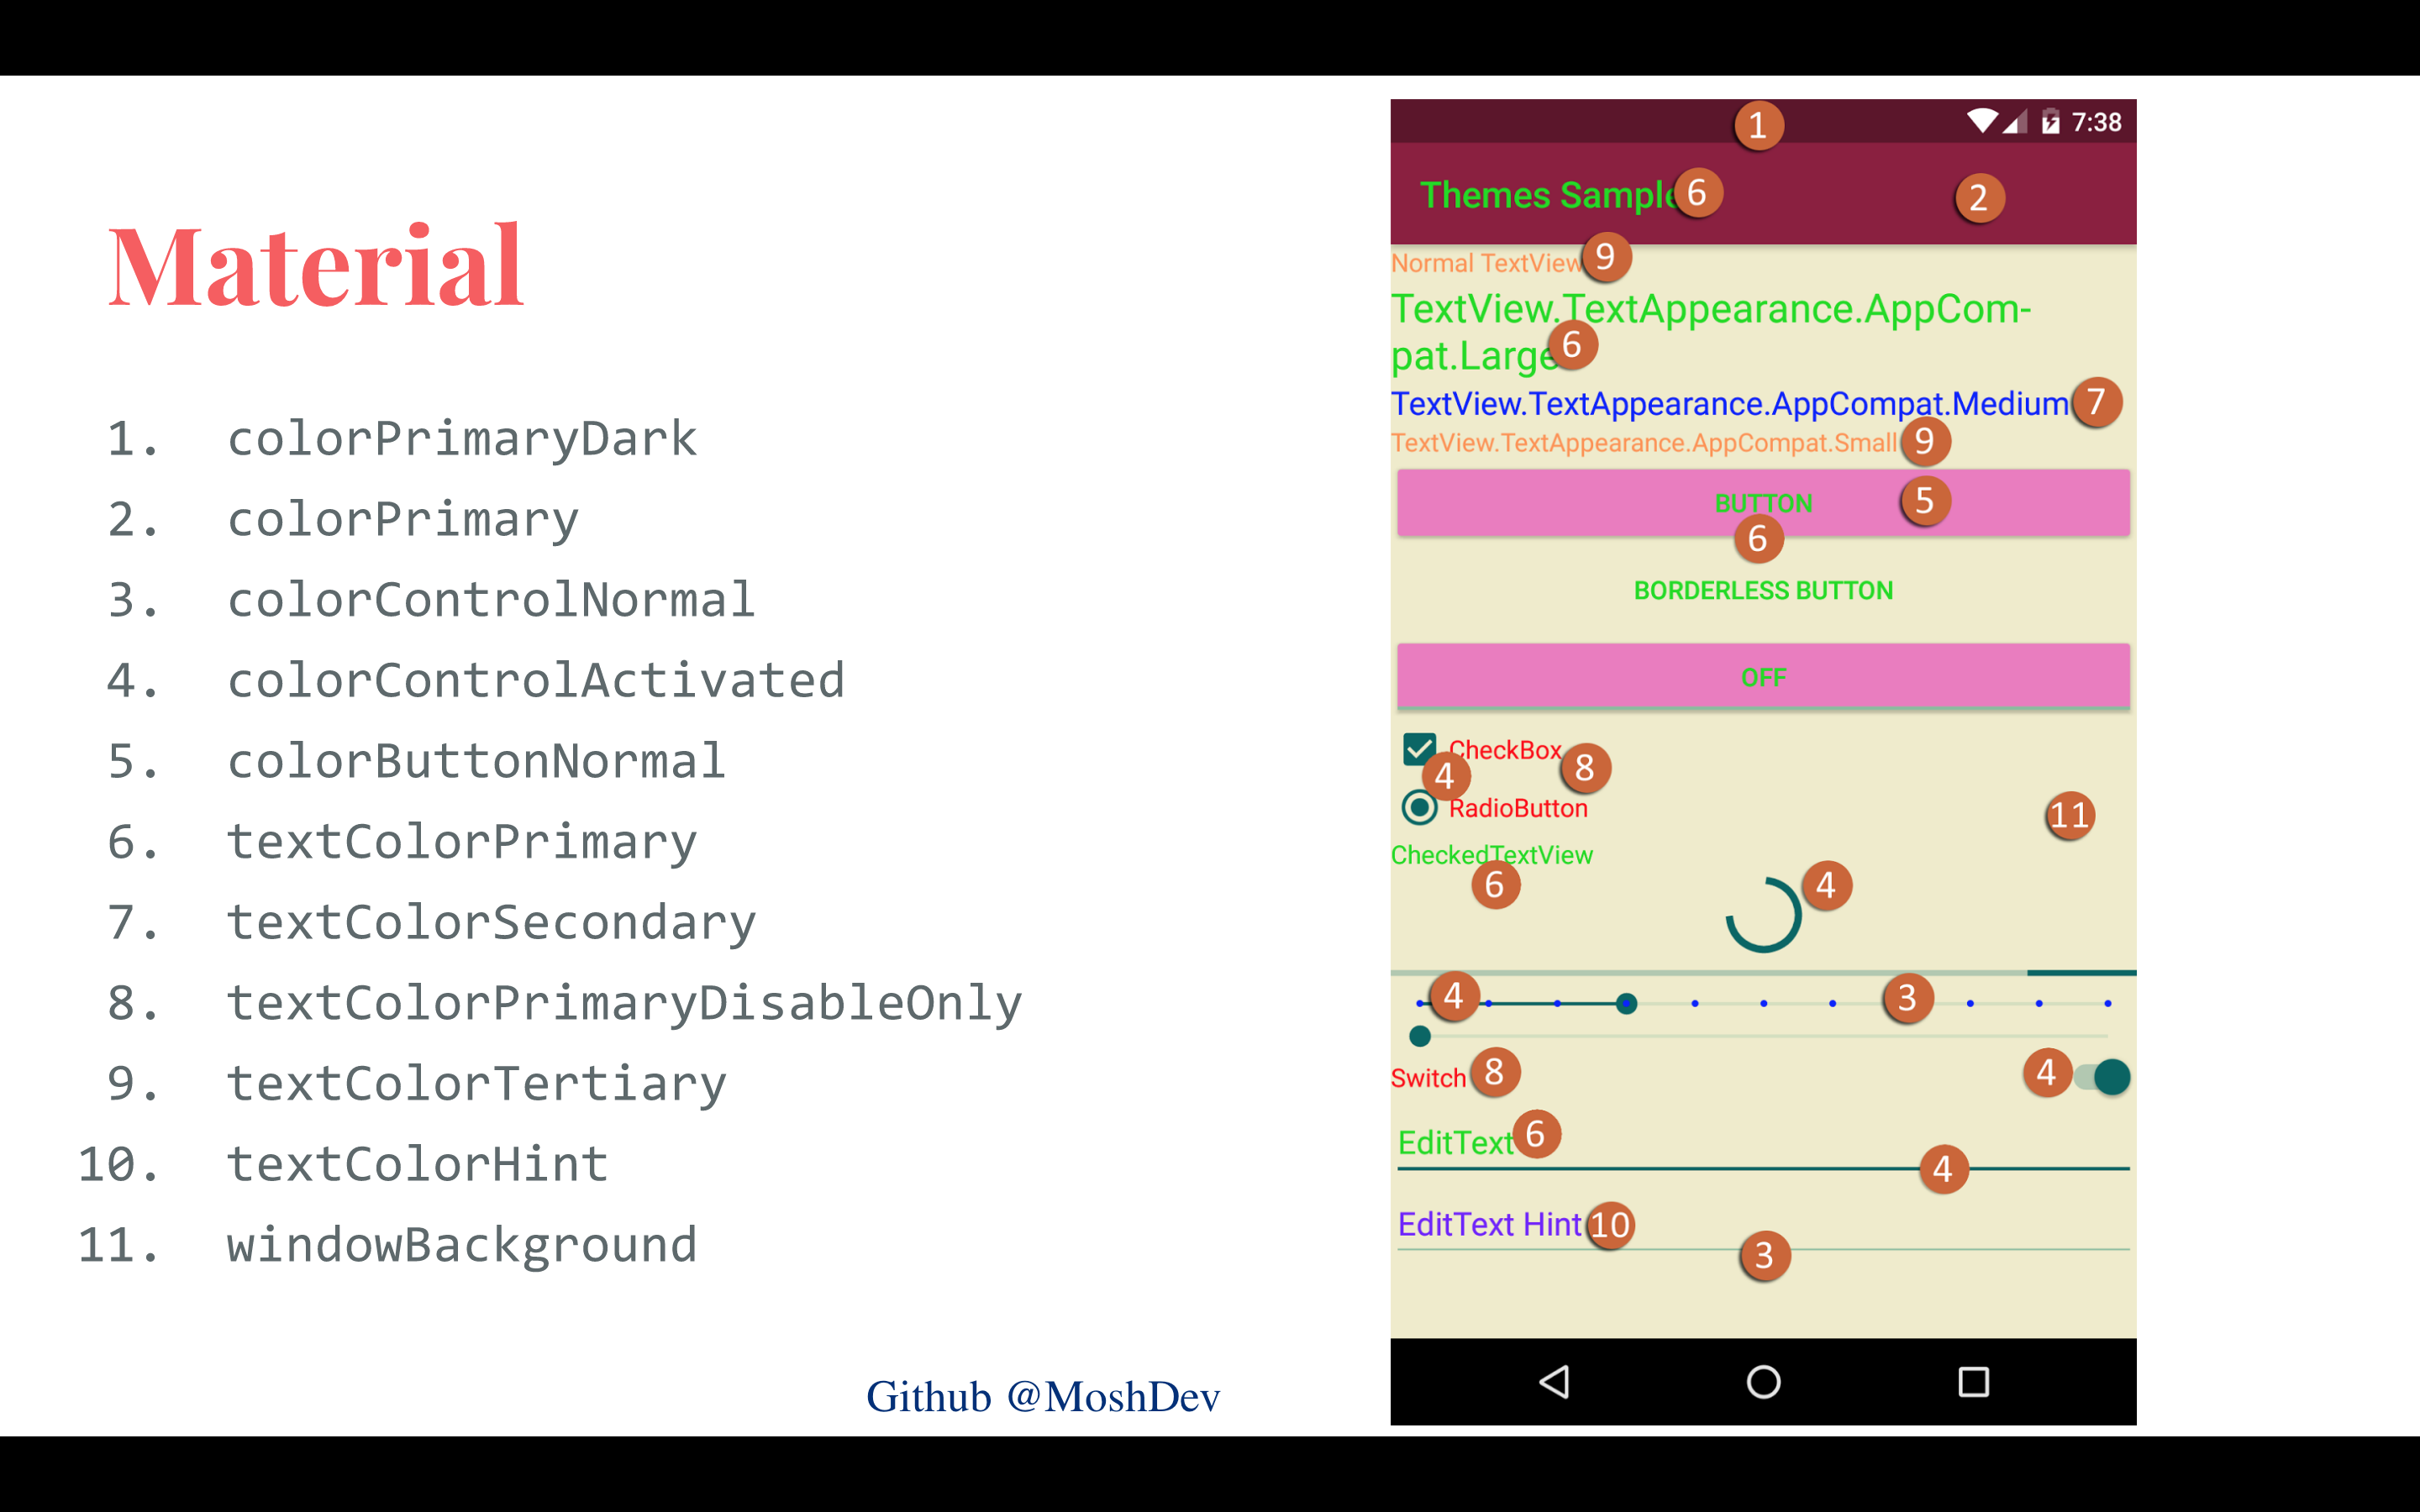 Material
1. colorPrimaryDark
2. colorPrimary
3. colorControlNormal
4. colorControlActivated
5. colorButtonNormal
6. textColorPrimary
7. textColorSecondary
8. textColorPrimaryDisableOnly
9. textColorTertiary
10. textColorHint
11. windowBackground
Github @MoshDev
1 7:38
Themes Sample 6 2
Normal TextView 9
TextView.TextAppearance.AppCom-
pat.Large 6
TextView.TextAppearance.AppCompat.Medium 7
TextView.TextAppearance.AppCompat.Small 9
BUTTON 5
6
BORDERLESS BUTTON
OFF
CheckBox 8
4
RadioButton 11
CheckedTextView
6 4
4 3
Switch 8 4
EditText 6
4
EditText Hint 10
3